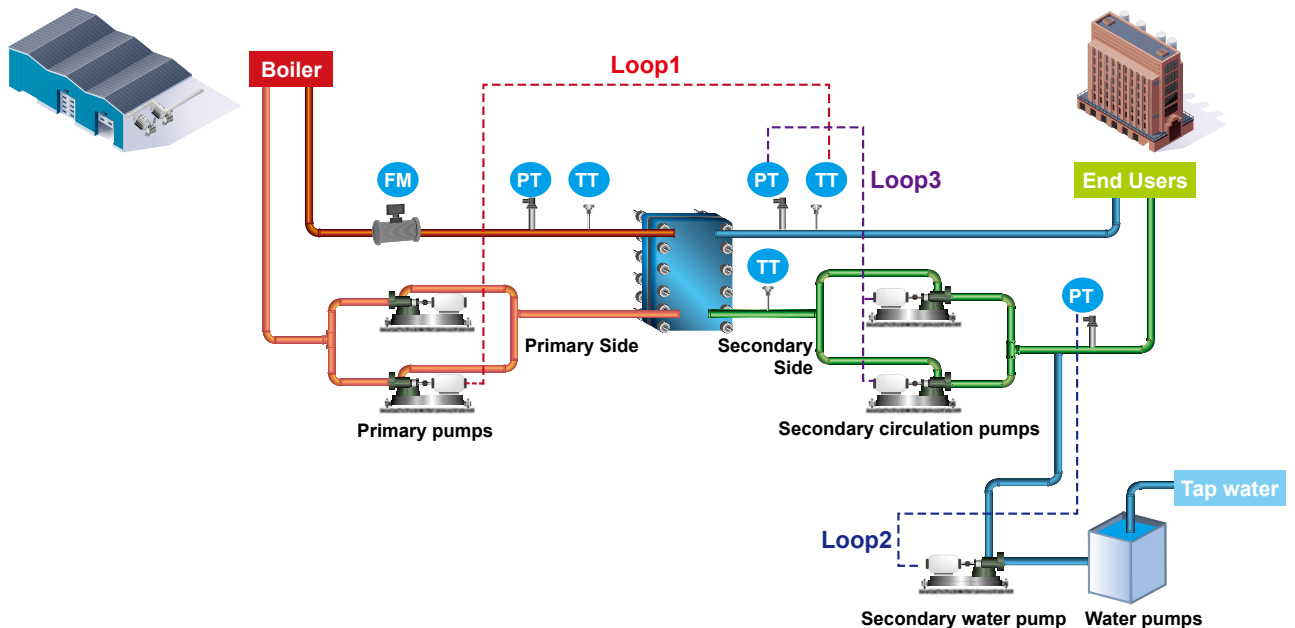 Boiler
Loop1
FM
PT
TT
PT
TT
Loop3
End Users
TT
PT
Primary Side
Secondary
Side
Primary pumps
Secondary circulation pumps
Tap water
Loop2
Secondary water pump
Water pumps